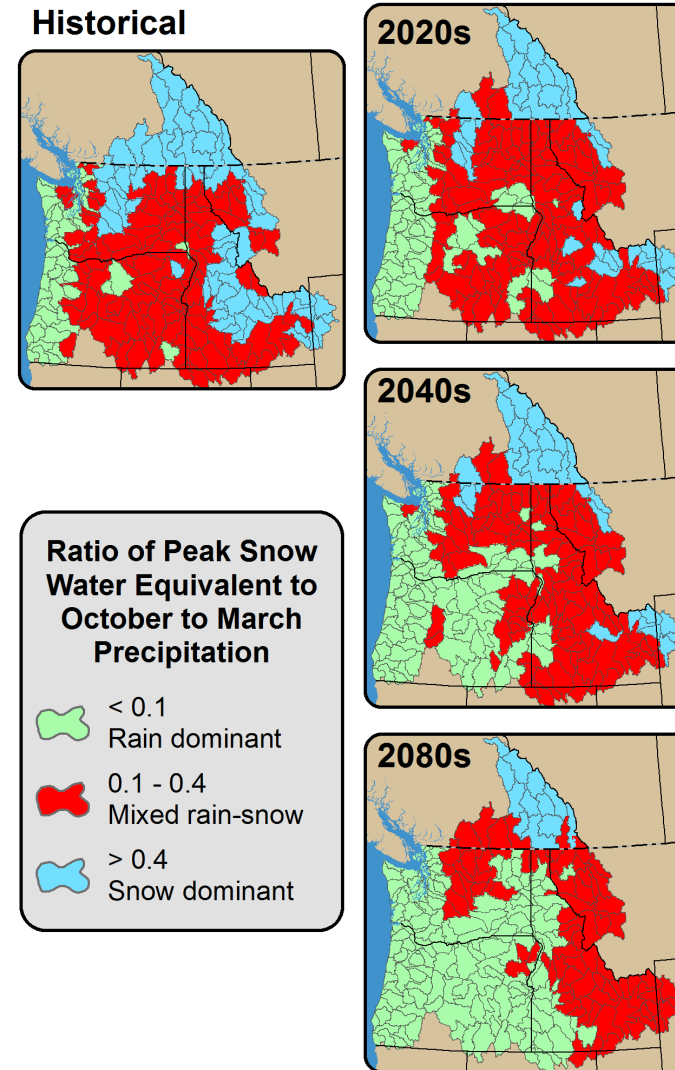 Historical
2020s
2040s
2080s
Ratio of Peak Snow
Water Equivalent to
October to March
Precipitation
< 0.1
Rain dominant
0.1 - 0.4
Mixed rain-snow
> 0.4
Snow dominant